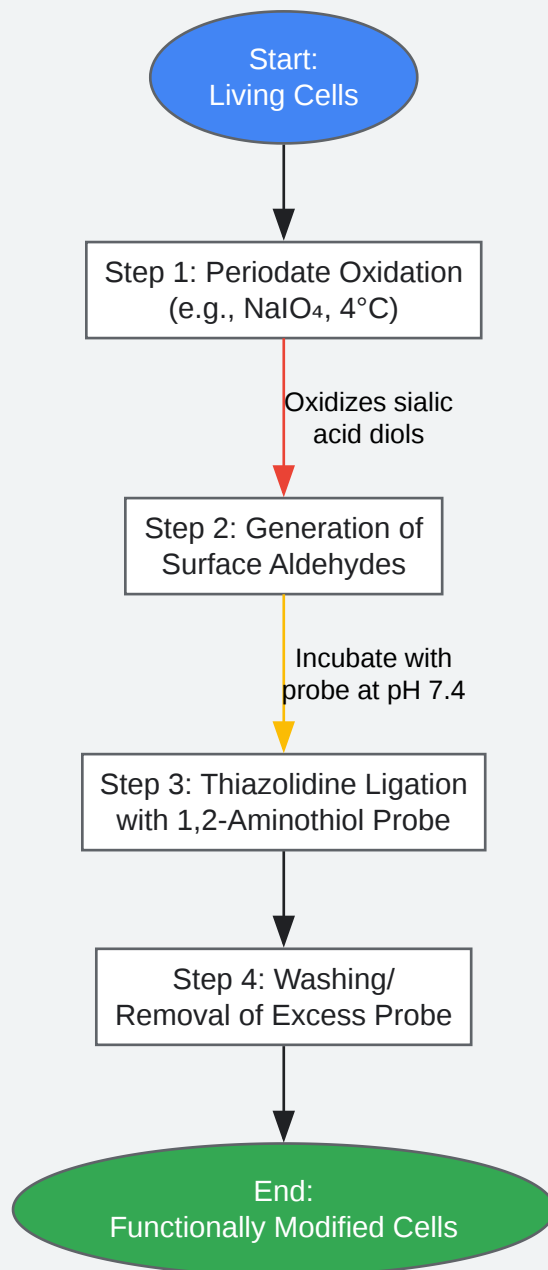 Start:
Living Cells
Step 1: Periodate Oxidation
(e.g., NaIO₄, 4°C)
Oxidizes sialic
acid diols
Step 2: Generation of
Surface Aldehydes
Incubate with
probe at pH 7.4
Step 3: Thiazolidine Ligation
with 1,2-Aminothiol Probe
Step 4: Washing/
Removal of Excess Probe
End:
Functionally Modified Cells